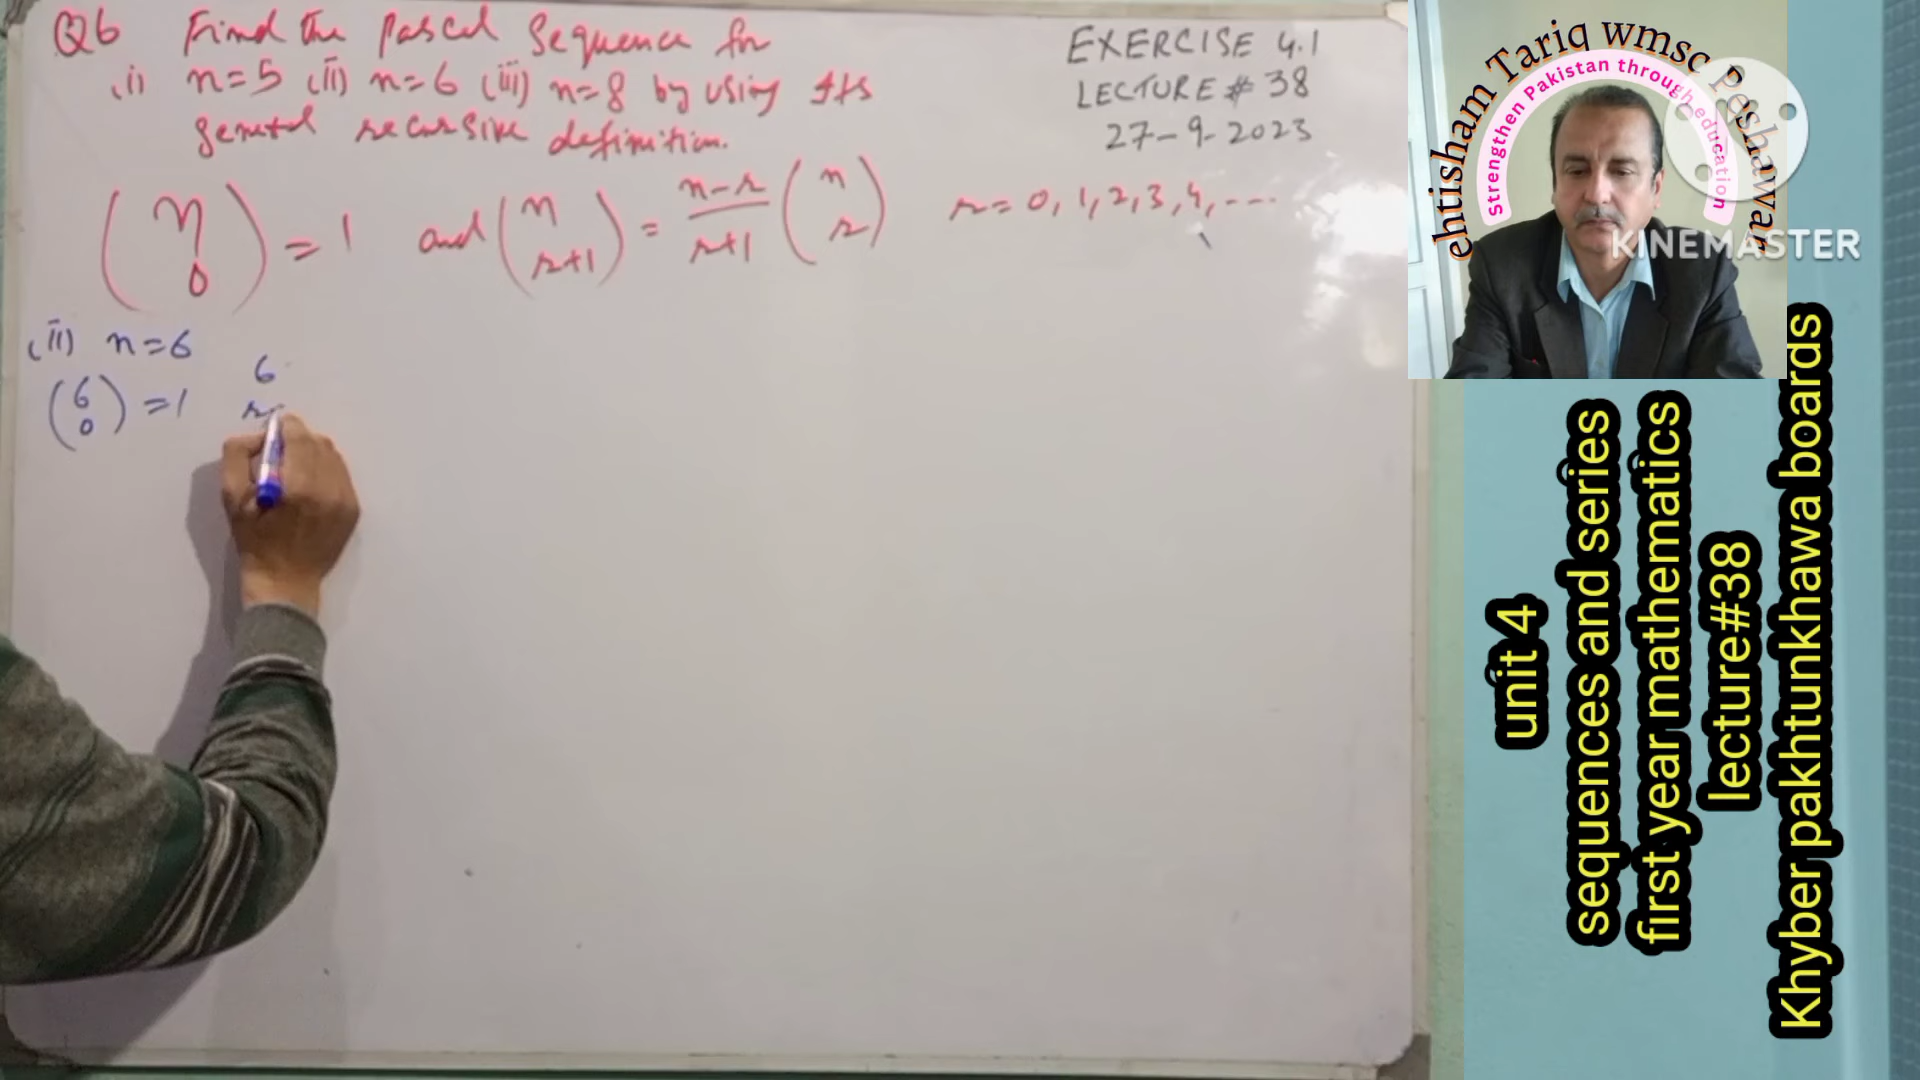 Q6 Find the Pascal Sequence for
(i) n=5 (ii) n=6 (iii) n=8 by using its
general recursive definition.
EXERCISE 4.1
LECTURE # 38
27-9-2023
(n 0) = 1 and (n r+1) = n-r/r+1 (n r) r=0,1,2,3,4,...
(ii) n=6
(6 0) =1 6
r
ehtisham Tariq wmsc Peshawar
Strengthen Pakistan through education
KINEMASTER
unit 4
sequences and series
first year mathematics
lecture#38
Khyber pakhtunkhawa boards